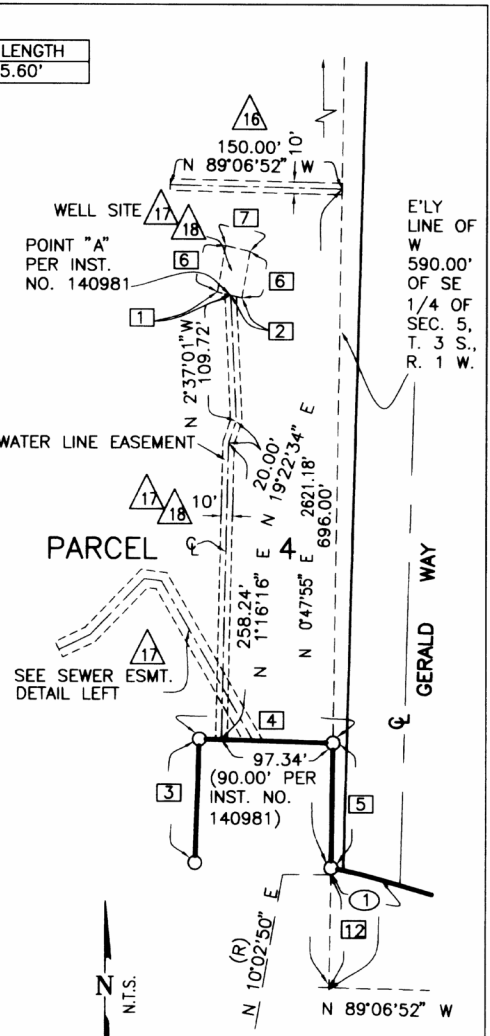 LENGTH
5.60'
16
150.00'
10'
N 89°06'52" W
WELL SITE
17
18
7
POINT "A"
PER INST.
NO. 140981
6
6
1
2
E'LY
LINE OF
W
590.00'
OF SE
1/4 OF
SEC. 5,
T. 3 S.,
R. 1 W.
N 2°37'01"W
109.72'
WATER LINE EASEMENT
20.00'
N 19°22'34" E
17
18
10'
2621.18'
696.00'
N 0°47'55" E
PARCEL 4
℄
258.24'
N 1°16'16" E
GERALD WAY
℄
17
SEE SEWER ESMT.
DETAIL LEFT
4
97.34'
(90.00' PER
INST. NO.
140981)
3
5
1
12
(R)
N 10°02'50" E
N
N.T.S.
N 89°06'52" W